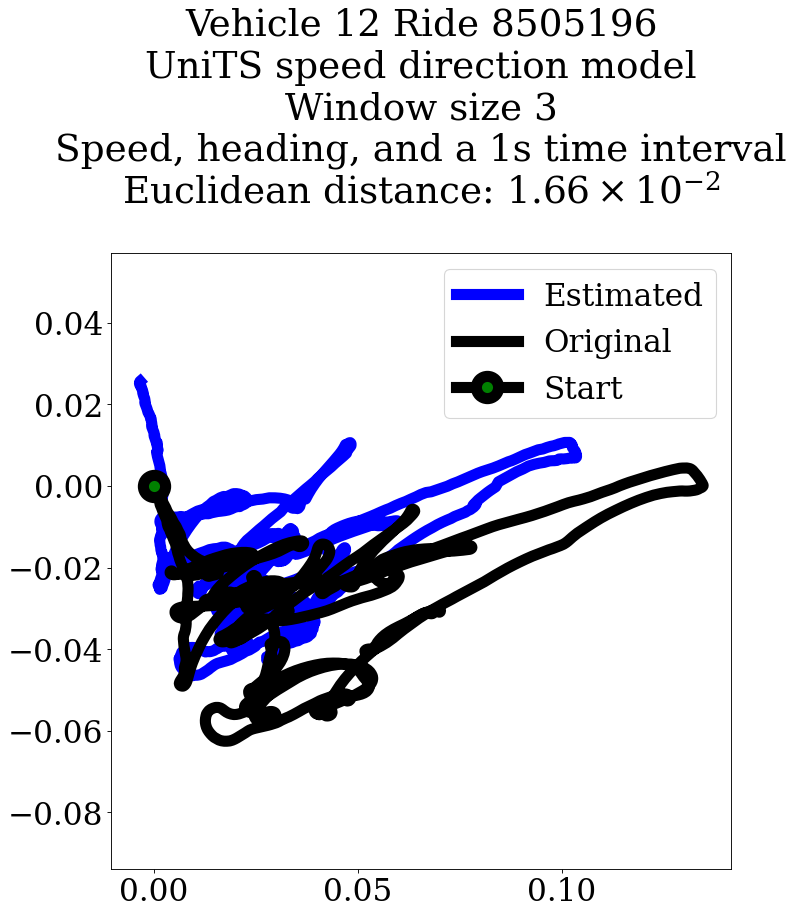 Vehicle 12 Ride 8505196
UniTS speed direction model
Window size 3
Speed, heading, and a 1s time interval
Euclidean distance: 1.66 × 10⁻²
Estimated
Original
Start
0.04
0.02
0.00
−0.02
−0.04
−0.06
−0.08
0.00 0.05 0.10